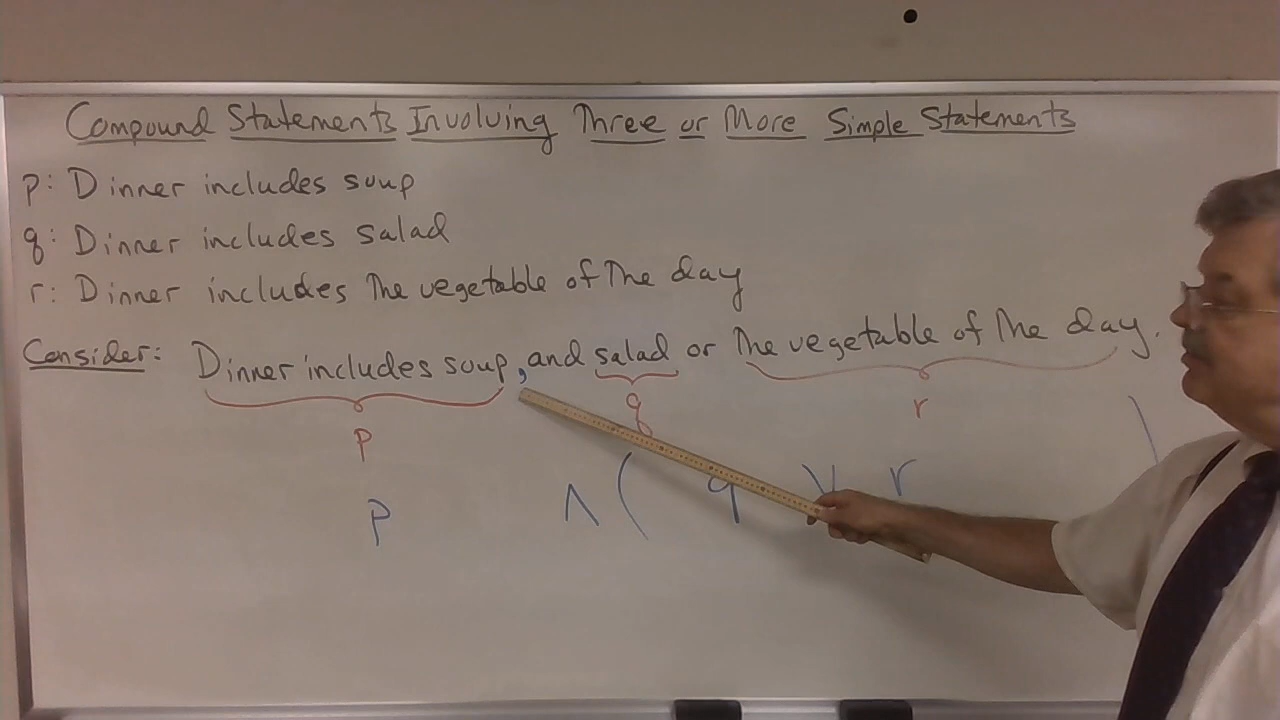 Compound Statements Involving Three or More Simple Statements
p: Dinner includes soup
q: Dinner includes salad
r: Dinner includes the vegetable of the day
Consider: Dinner includes soup, and salad or the vegetable of the day.
p q r
p ∧ ( q ∨ r )